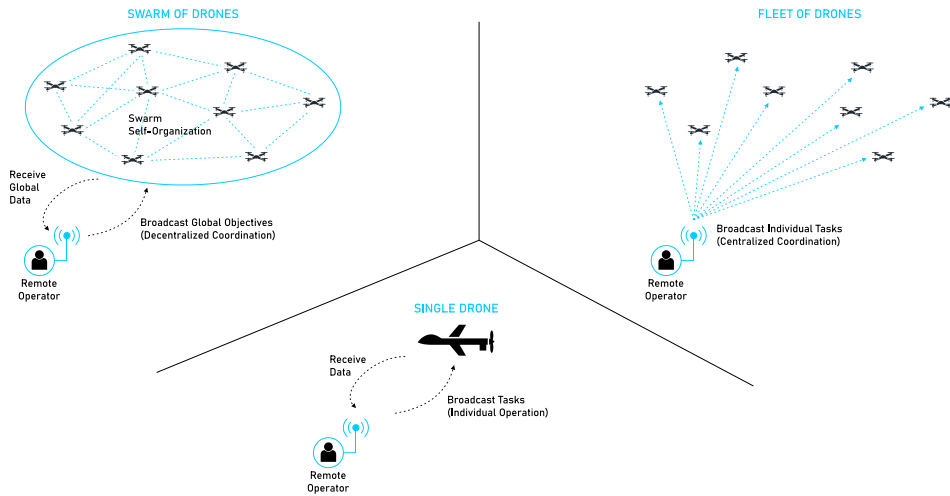 SWARM OF DRONES
Swarm
Self-Organization
Receive
Global
Data
Broadcast Global Objectives
(Decentralized Coordination)
Remote
Operator
FLEET OF DRONES
Broadcast Individual Tasks
(Centralized Coordination)
Remote
Operator
SINGLE DRONE
Receive
Data
Broadcast Tasks
(Individual Operation)
Remote
Operator